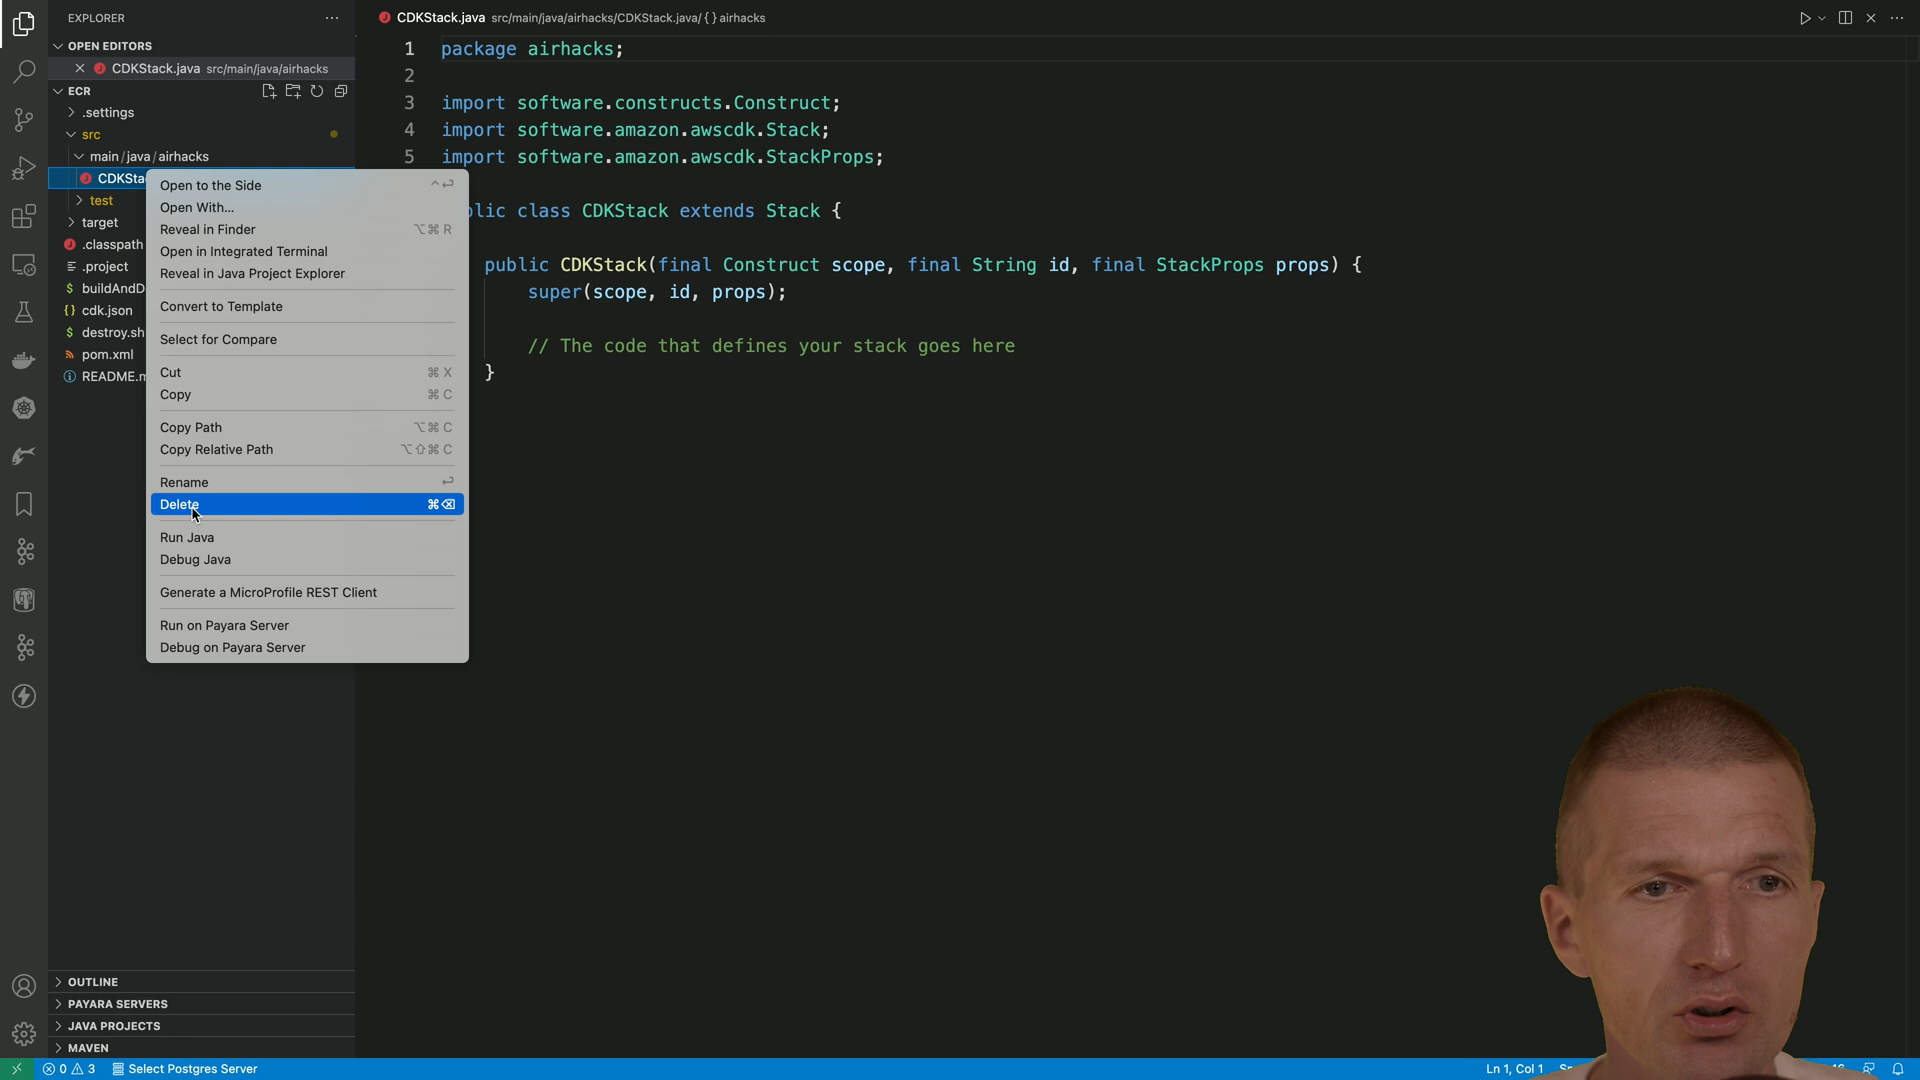 EXPLORER
OPEN EDITORS
CDKStack.java src/main/java/airhacks
ECR
.settings
src
main/java/airhacks
test
target
.classpath
.project
cdk.json
destroy.sh
pom.xml
Open to the Side ^↩
Open With...
Reveal in Finder ⌥⌘R
Open in Integrated Terminal
Reveal in Java Project Explorer
Convert to Template
Select for Compare
Cut ⌘X
Copy ⌘C
Copy Path ⌥⌘C
Copy Relative Path ⌥⇧⌘C
Rename ↩
Delete ⌘⌫
Run Java
Debug Java
Generate a MicroProfile REST Client
Run on Payara Server
Debug on Payara Server
CDKStack.java src/main/java/airhacks/CDKStack.java/{} airhacks
1 package airhacks;
2
3 import software.constructs.Construct;
4 import software.amazon.awscdk.Stack;
5 import software.amazon.awscdk.StackProps;
lic class CDKStack extends Stack {
public CDKStack(final Construct scope, final String id, final StackProps props) {
super(scope, id, props);
// The code that defines your stack goes here
}
OUTLINE
PAYARA SERVERS
JAVA PROJECTS
MAVEN
0 3 Select Postgres Server
Ln 1, Col 1